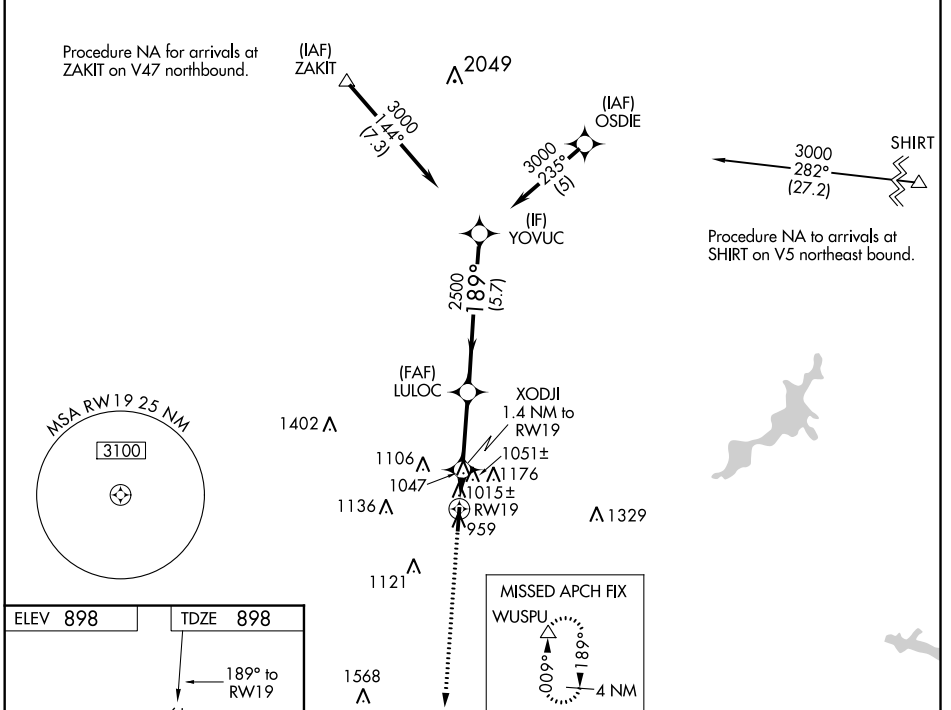 Procedure NA for arrivals at
ZAKIT on V47 northbound.
(IAF)
ZAKIT
2049
3000
144°
(7.3)
(IAF)
OSDIE
3000
235°
(5)
SHIRT
3000
282°
(27.2)
Procedure NA to arrivals at
SHIRT on V5 northeast bound.
(IF)
YOVUC
2500
189°
(5.7)
(FAF)
LULOC
XODJI
1.4 NM to
RW19
MSA RW19 25 NM
3100
1402
1106
1047
1051±
1176
1015±
RW19
1136
959
1329
1121
MISSED APCH FIX
WUSPU
009°
189°
4 NM
ELEV 898
TDZE 898
189° to
RW19
1568